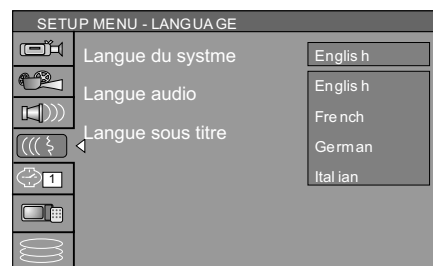 SETUP MENU - LANGUAGE
Langue du systme
English
Langue audio
English
French
Langue sous titre
German
Italian
1